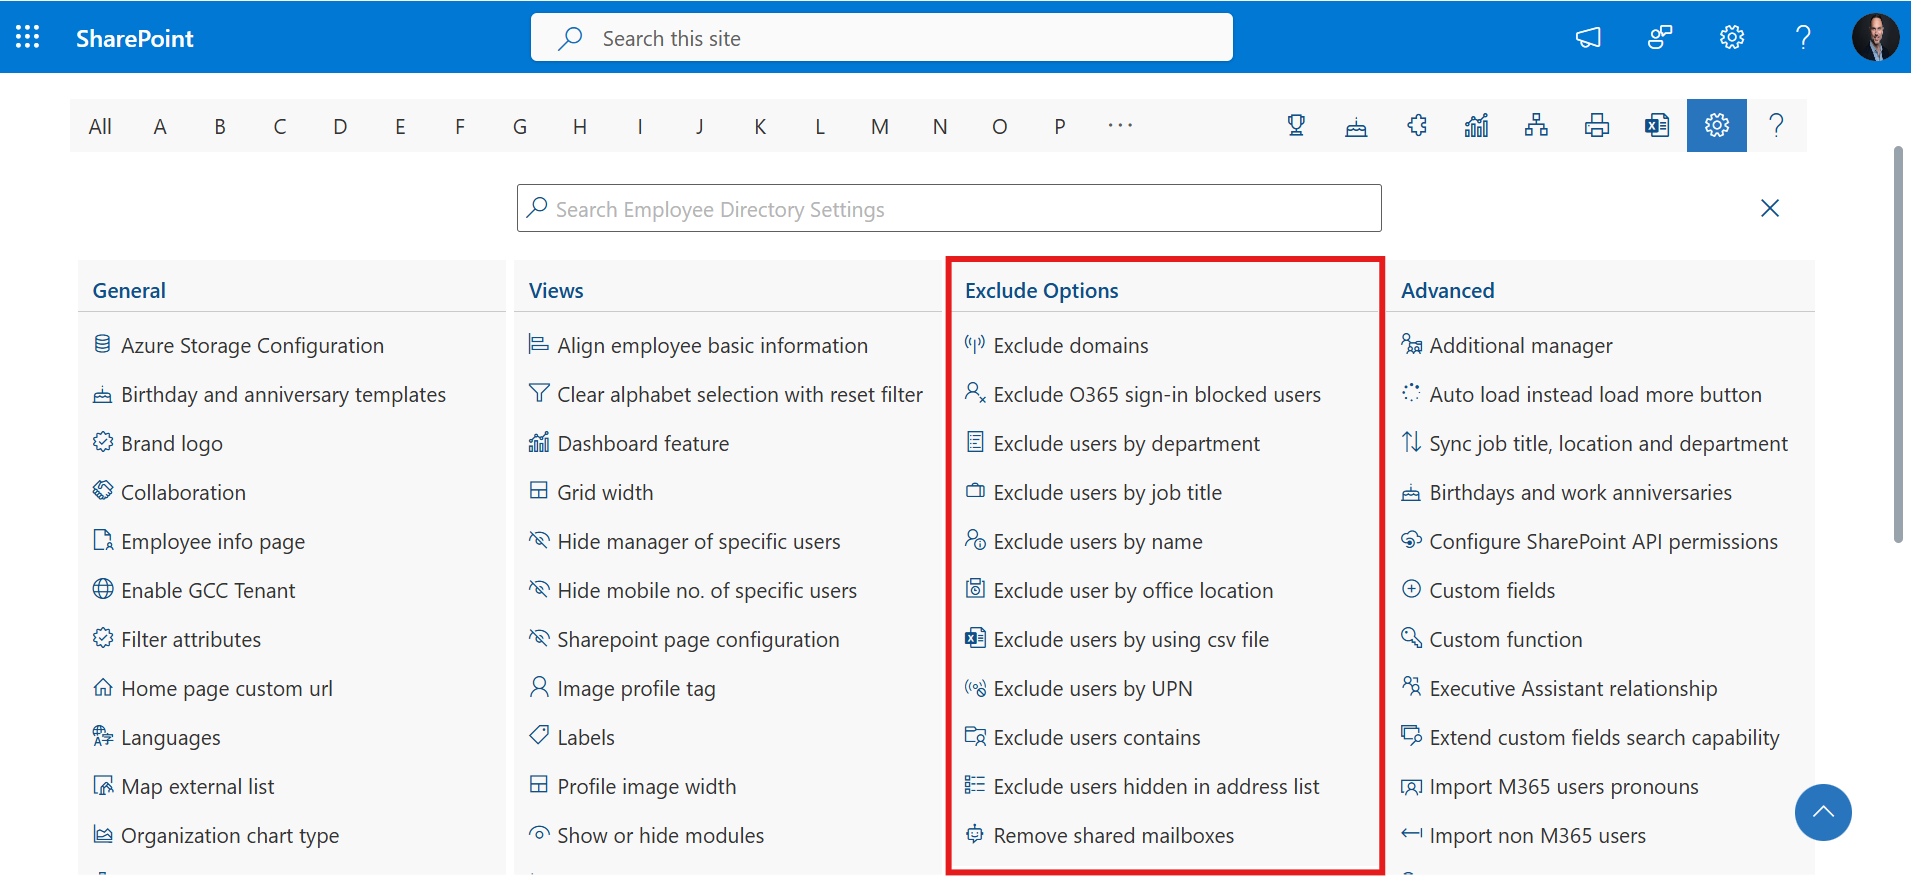 SharePoint
Search this site
All A B C D E F G H I J K L M N O P ...
Search Employee Directory Settings
General
Azure Storage Configuration
Birthday and anniversary templates
Brand logo
Collaboration
Employee info page
Enable GCC Tenant
Filter attributes
Home page custom url
Languages
Map external list
Organization chart type
Views
Align employee basic information
Clear alphabet selection with reset filter
Dashboard feature
Grid width
Hide manager of specific users
Hide mobile no. of specific users
Sharepoint page configuration
Image profile tag
Labels
Profile image width
Show or hide modules
Exclude Options
Exclude domains
Exclude O365 sign-in blocked users
Exclude users by department
Exclude users by job title
Exclude users by name
Exclude user by office location
Exclude users by using csv file
Exclude users by UPN
Exclude users contains
Exclude users hidden in address list
Remove shared mailboxes
Advanced
Additional manager
Auto load instead load more button
Sync job title, location and department
Birthdays and work anniversaries
Configure SharePoint API permissions
Custom fields
Custom function
Executive Assistant relationship
Extend custom fields search capability
Import M365 users pronouns
Import non M365 users